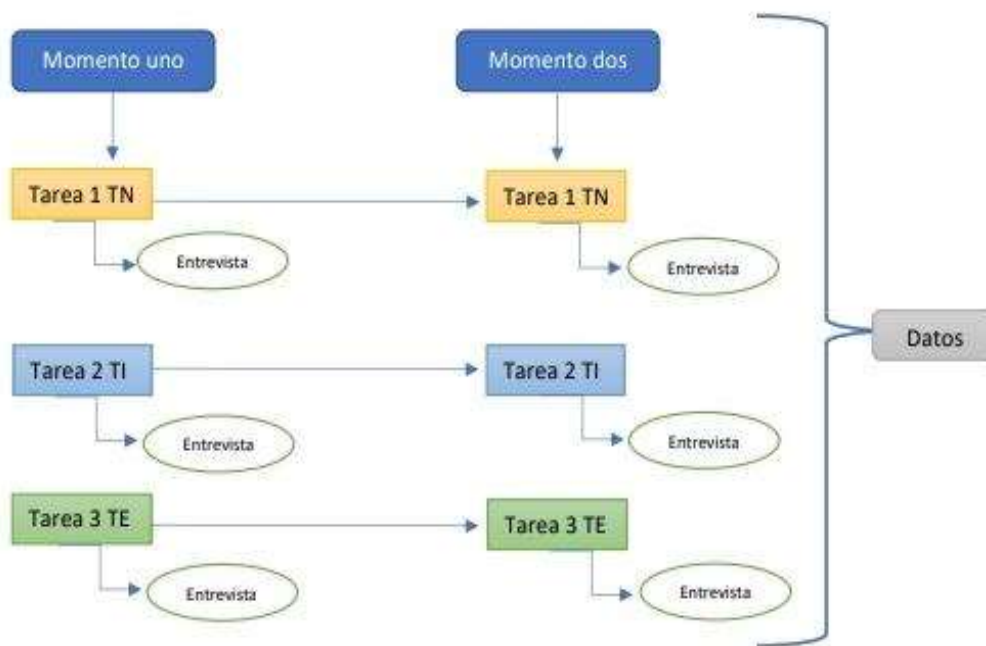 Momento uno
Momento dos
Tarea 1 TN
Tarea 1 TN
Entrevista
Entrevista
Datos
Tarea 2 TI
Tarea 2 TI
Entrevista
Entrevista
Tarea 3 TE
Tarea 3 TE
Entrevista
Entrevista